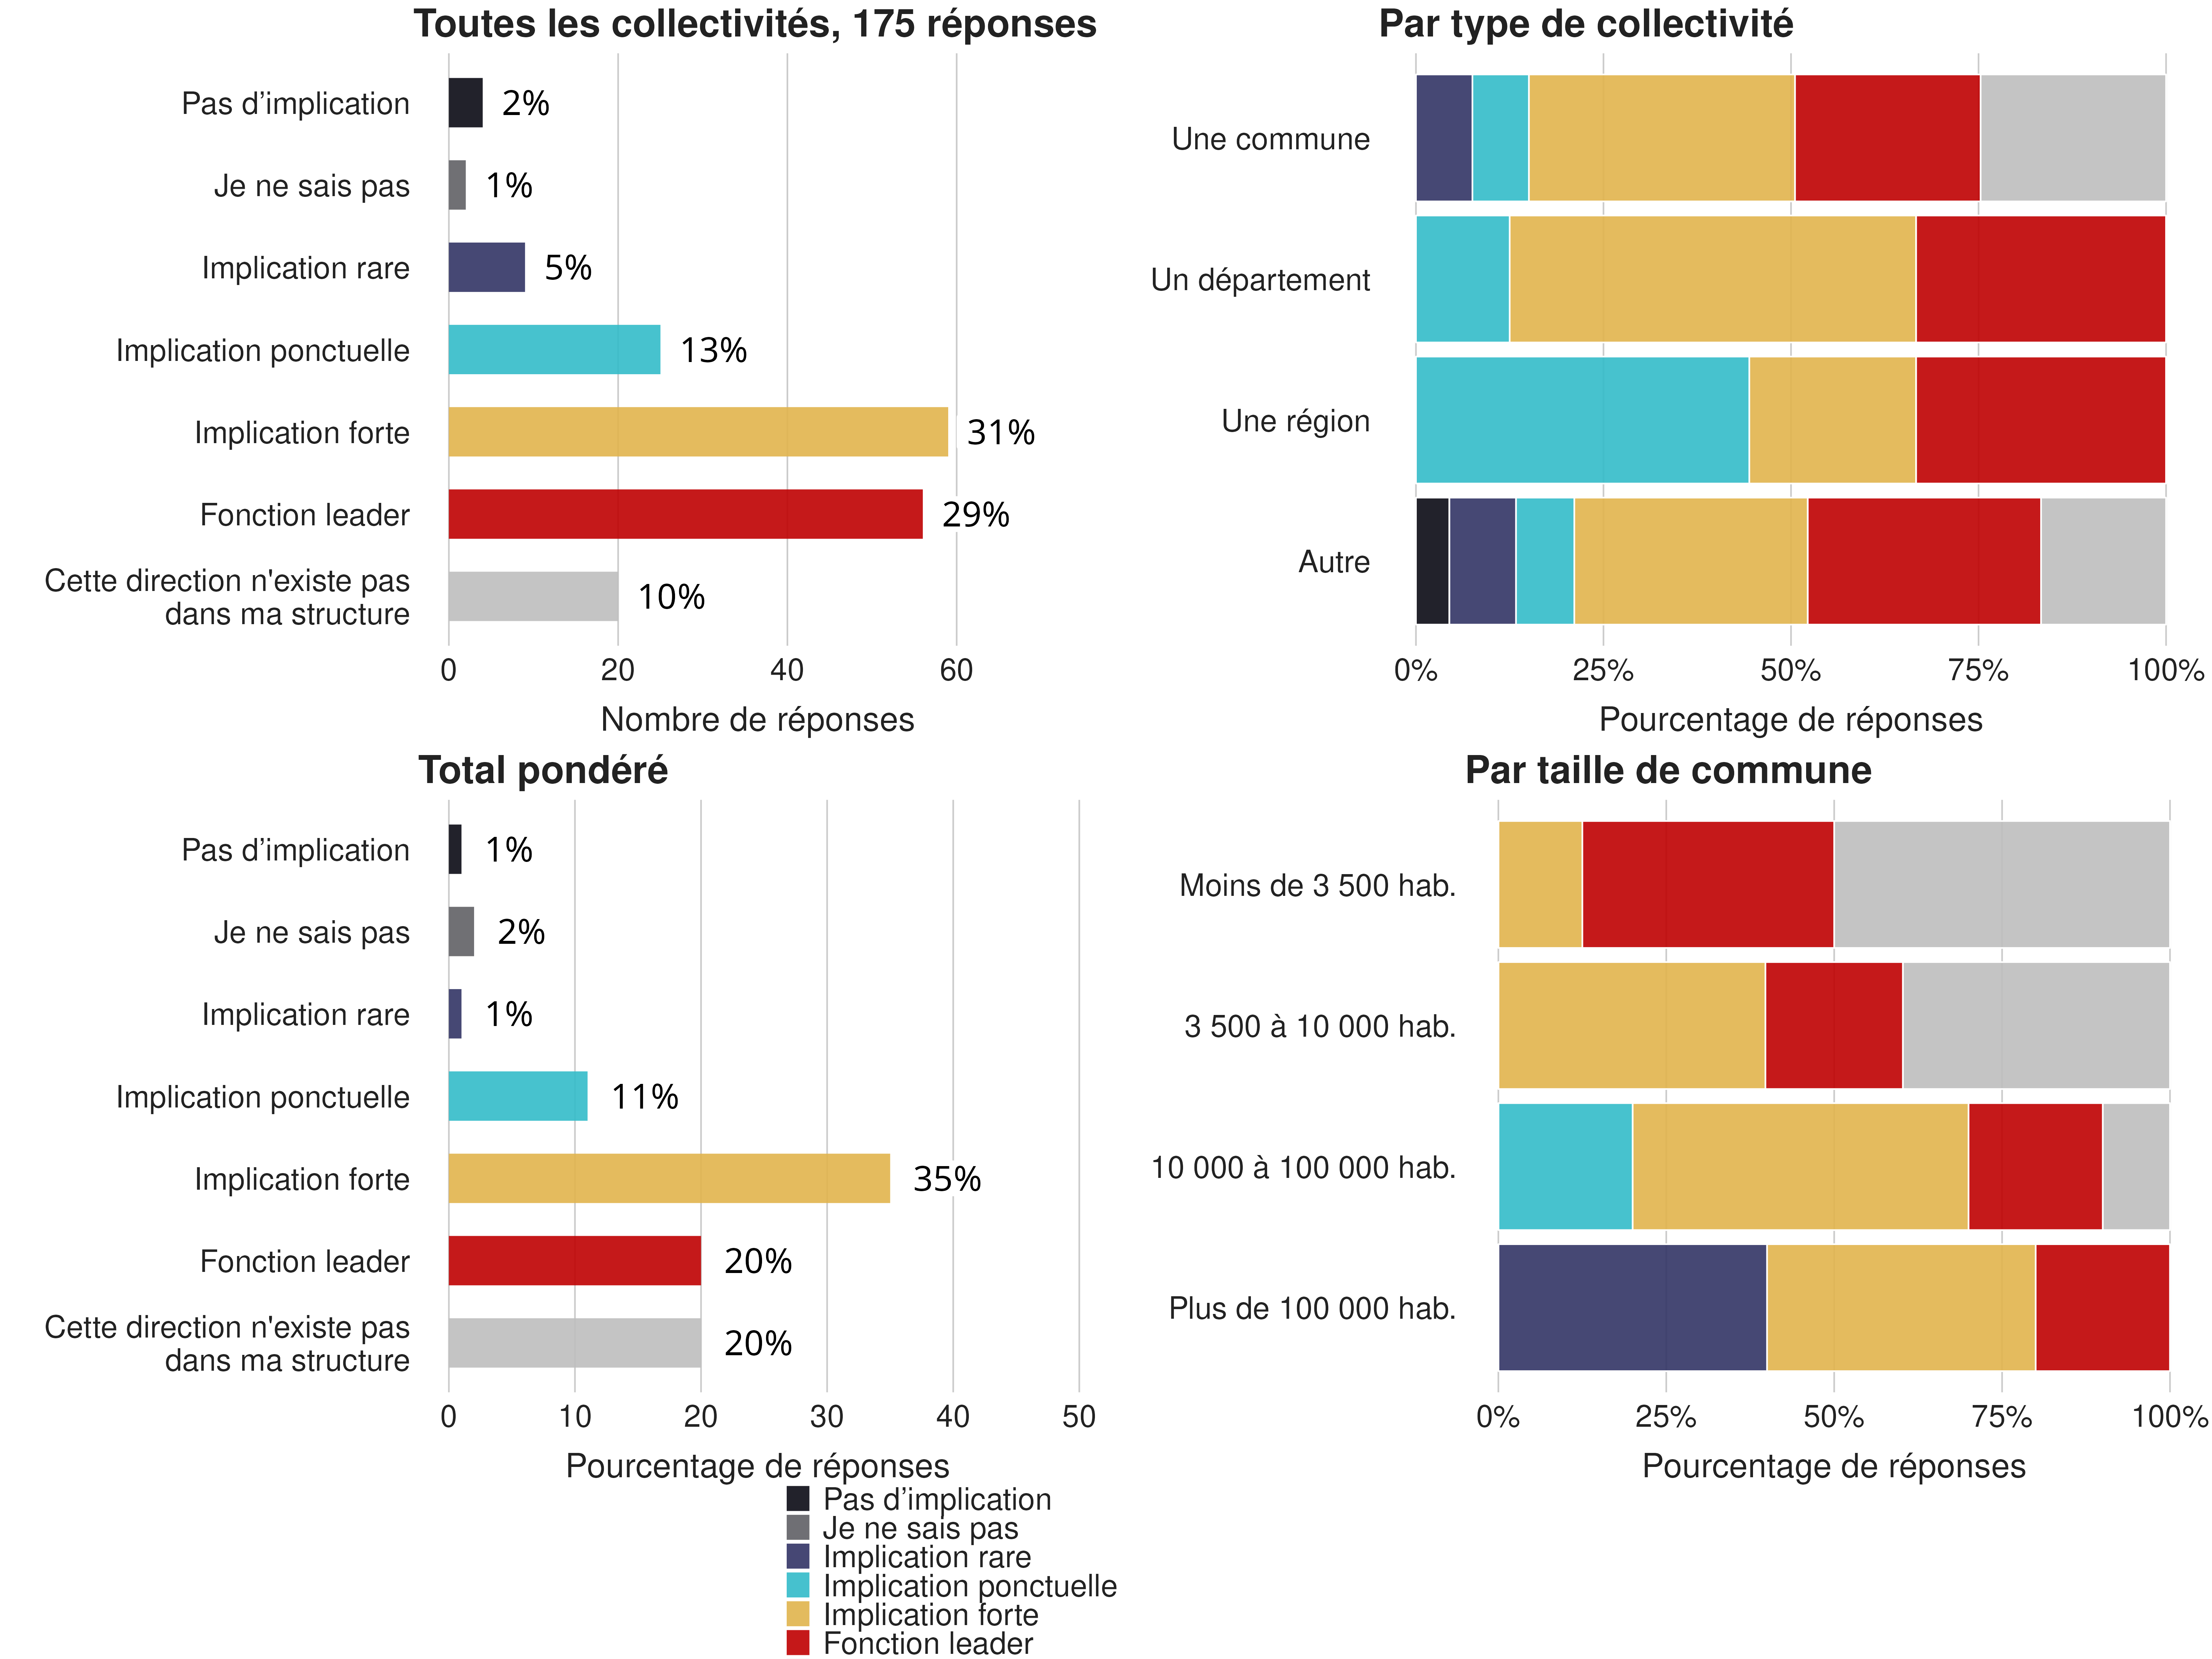 Toutes les collectivités, 175 réponses
Pas d’implication
2%
Je ne sais pas
1%
Implication rare
5%
Implication ponctuelle
13%
Implication forte
31%
Fonction leader
29%
Cette direction n'existe pas
dans ma structure
10%
0 20 40 60
Nombre de réponses
Par type de collectivité
Une commune
Un département
Une région
Autre
0% 25% 50% 75% 100%
Pourcentage de réponses
Total pondéré
Pas d’implication
1%
Je ne sais pas
2%
Implication rare
1%
Implication ponctuelle
11%
Implication forte
35%
Fonction leader
20%
Cette direction n'existe pas
dans ma structure
20%
0 10 20 30 40 50
Pourcentage de réponses
Par taille de commune
Moins de 3 500 hab.
3 500 à 10 000 hab.
10 000 à 100 000 hab.
Plus de 100 000 hab.
0% 25% 50% 75% 100%
Pourcentage de réponses
Pas d’implication
Je ne sais pas
Implication rare
Implication ponctuelle
Implication forte
Fonction leader